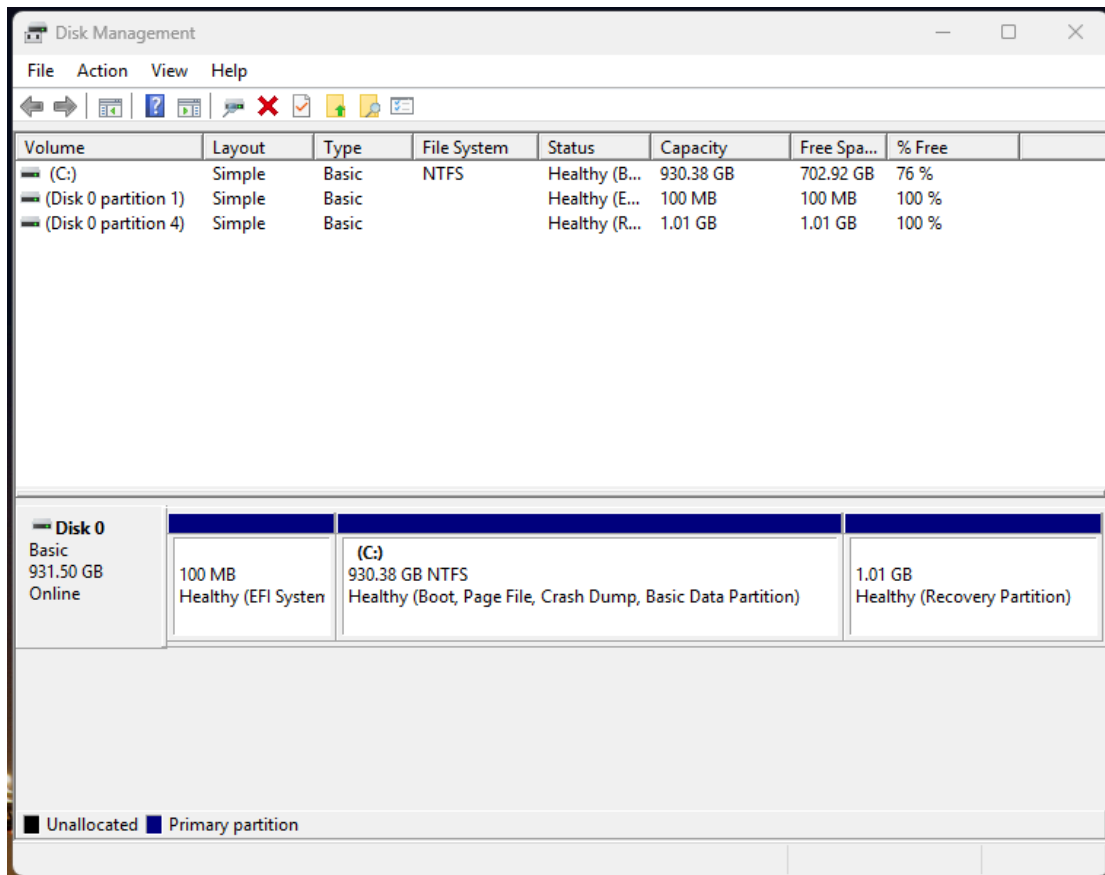 Disk Management
File Action View Help
Volume Layout Type File System Status Capacity Free Spa... % Free
(C:) Simple Basic NTFS Healthy (B... 930.38 GB 702.92 GB 76 %
(Disk 0 partition 1) Simple Basic Healthy (E... 100 MB 100 MB 100 %
(Disk 0 partition 4) Simple Basic Healthy (R... 1.01 GB 1.01 GB 100 %
Disk 0
Basic
931.50 GB
Online
100 MB
Healthy (EFI System
(C:)
930.38 GB NTFS
Healthy (Boot, Page File, Crash Dump, Basic Data Partition)
1.01 GB
Healthy (Recovery Partition)
Unallocated Primary partition